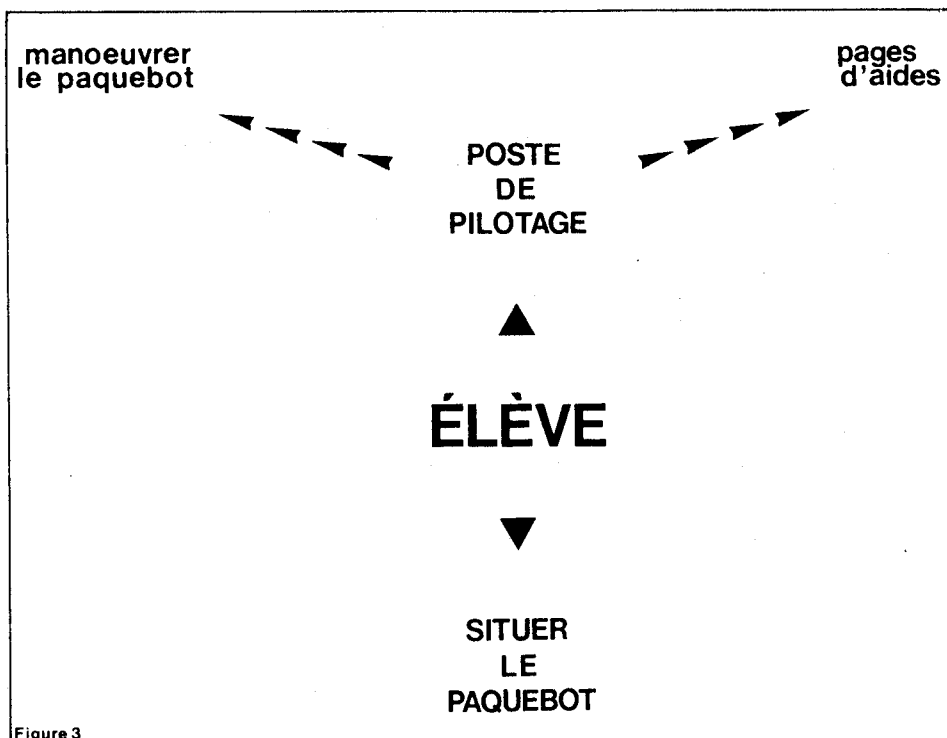 manoeuvrer
le paquebot
pages
d'aides
POSTE
DE
PILOTAGE
ÉLÈVE
SITUER
LE
PAQUEBOT
Figure 3